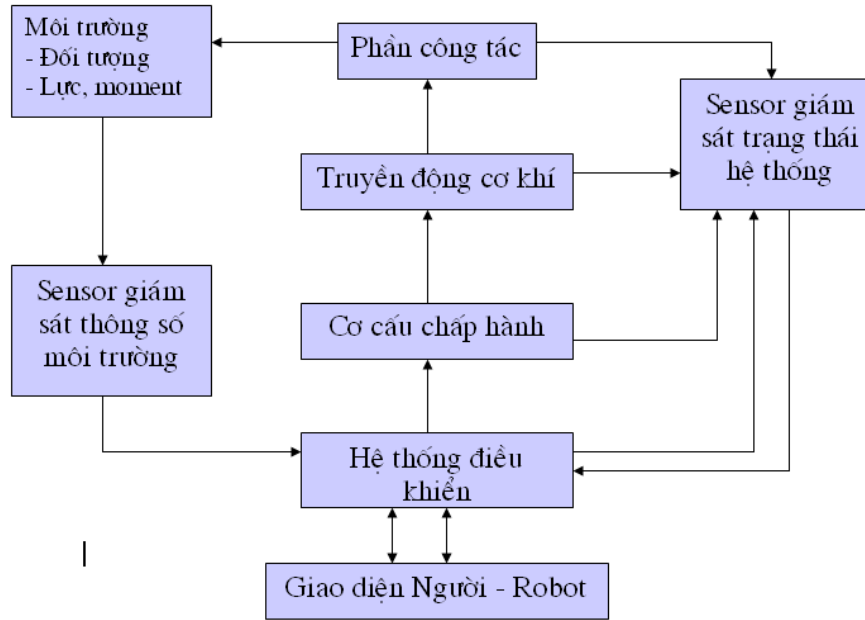 Môi trường
- Đối tượng
- Lực, moment
Phần công tác
Sensor giám
sát trạng thái
hệ thống
Truyền động cơ khí
Sensor giám
sát thông số
môi trường
Cơ cấu chấp hành
Hệ thống điều
khiển
Giao diện Người - Robot